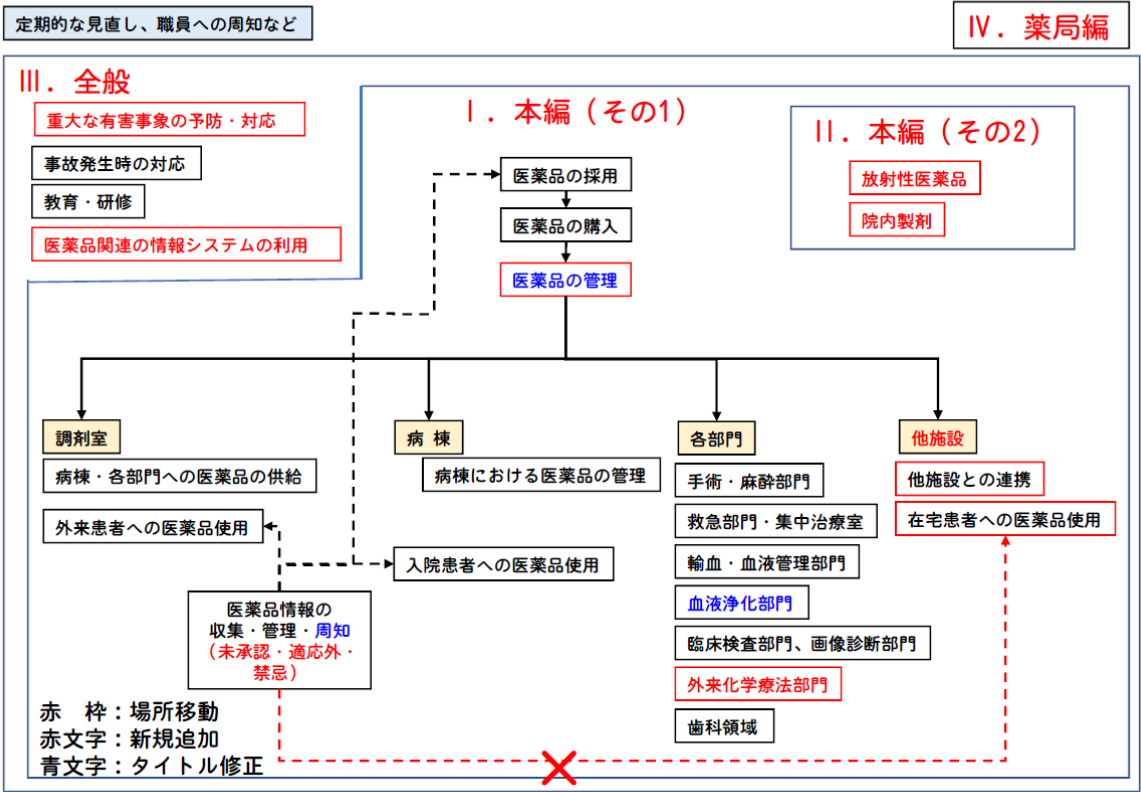 定期的な見直し、職員への周知など
Ⅳ．薬局編
Ⅲ．全般
重大な有害事象の予防・対応
事故発生時の対応
教育・研修
医薬品関連の情報システムの利用
Ⅰ．本編（その1）
医薬品の採用
医薬品の購入
医薬品の管理
Ⅱ．本編（その2）
放射性医薬品
院内製剤
調剤室
病棟・各部門への医薬品の供給
外来患者への医薬品使用
病 棟
病棟における医薬品の管理
入院患者への医薬品使用
各部門
手術・麻酔部門
救急部門・集中治療室
輸血・血液管理部門
血液浄化部門
臨床検査部門、画像診断部門
外来化学療法部門
歯科領域
他施設
他施設との連携
在宅患者への医薬品使用
医薬品情報の
収集・管理・周知
（未承認・適応外・
禁忌）
赤　枠：場所移動
赤文字：新規追加
青文字：タイトル修正